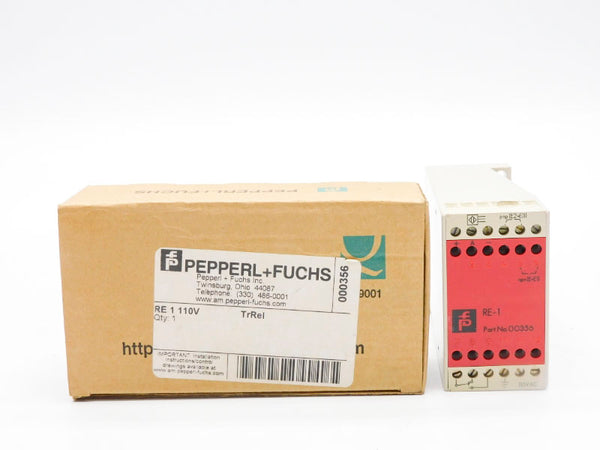 PEPPERL+FUCHS
PEPPERL+FUCHS
Pepperl + Fuchs Inc.
Twinsburg, Ohio 44087
Telephone: (330) 486-0001
www.am.pepperl-fuchs.com
000356
9001
RE 1 110V
TrRel
Qty: 1
http
om
IMPORTANT: Installation
instructions/control
drawings available at
www.am.pepperl-fuchs.com
RE-1
Part No. 00356
110VAC